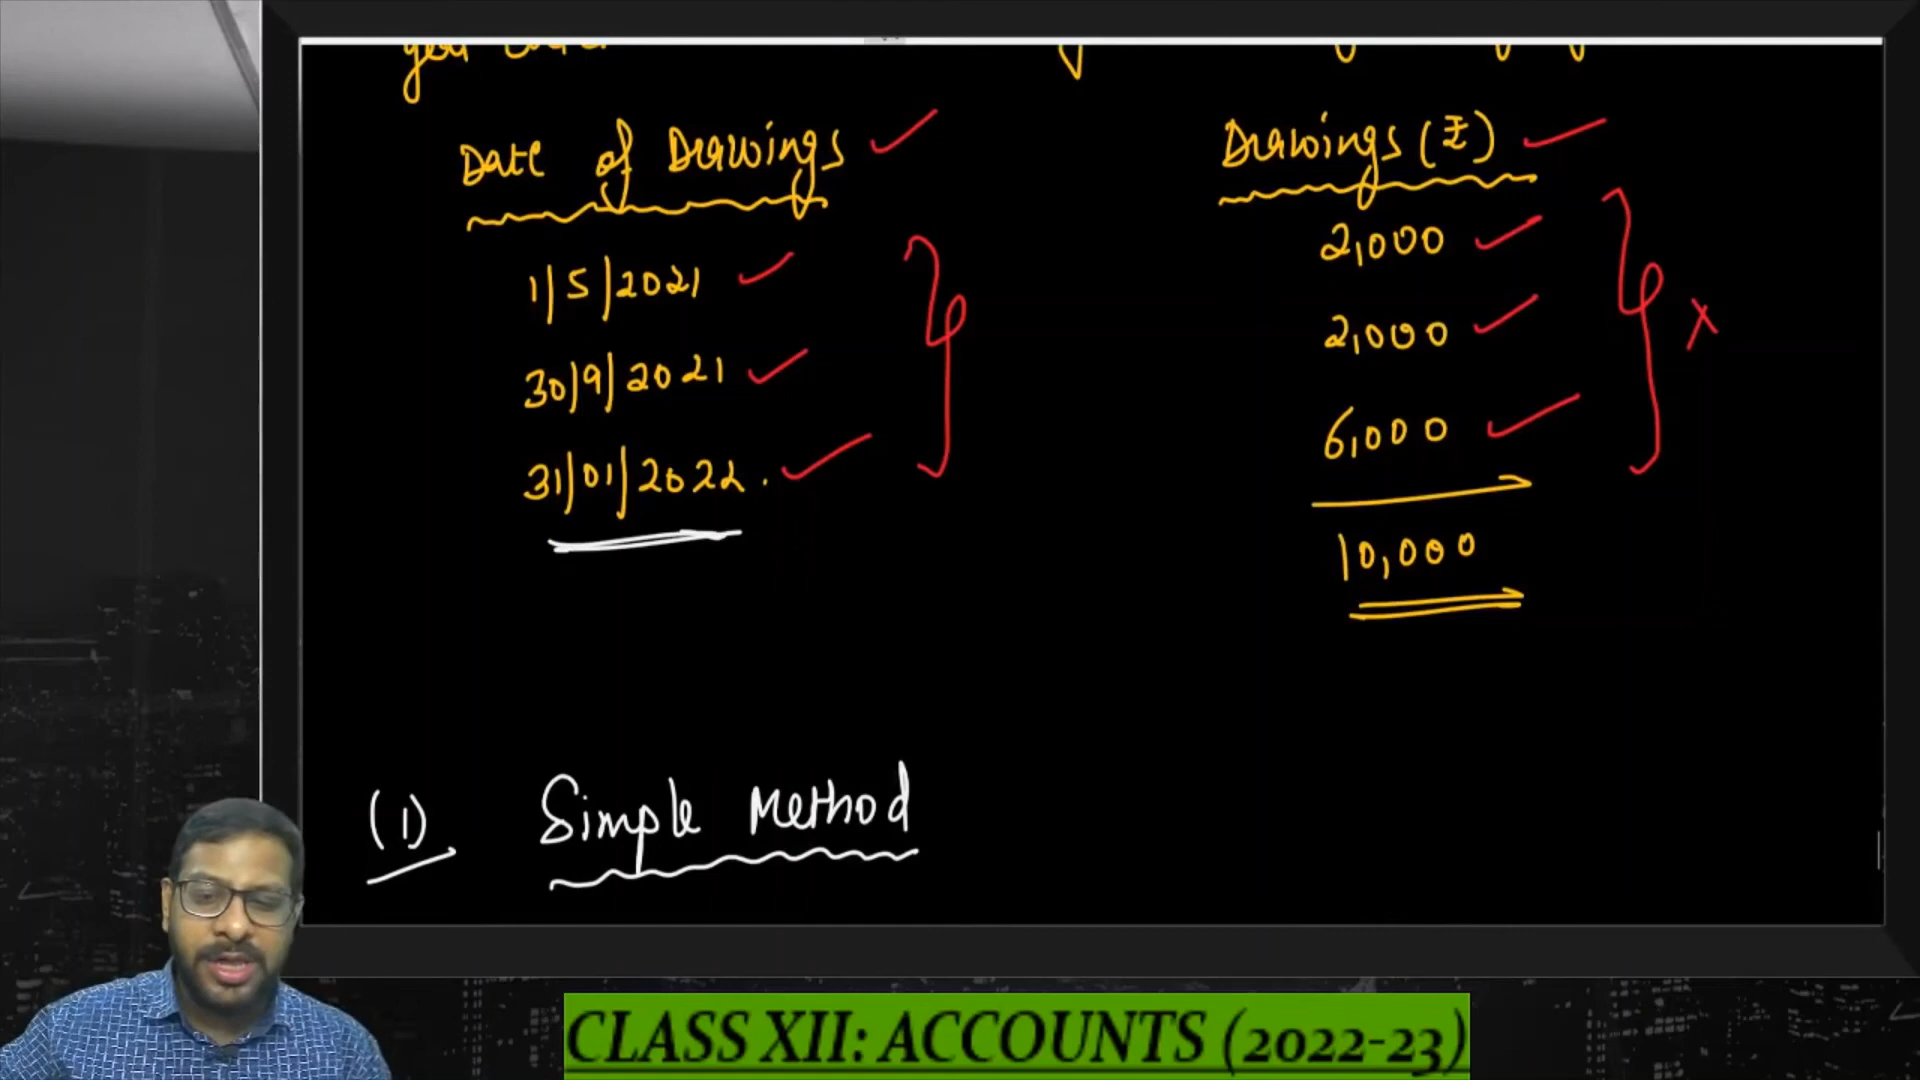 Date of Drawings Drawings (₹)
1/5/2021 2,000
30/9/2021 2,000
31/01/2022. 6,000
10,000
(1) Simple Method
CLASS XII: ACCOUNTS (2022-23)